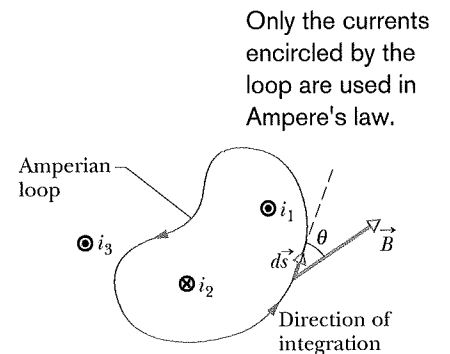 Only the currents
encircled by the
loop are used in
Ampere's law.
Amperian
loop
i₁
i₃
θ
B⃗
ds⃗
i₂
Direction of
integration